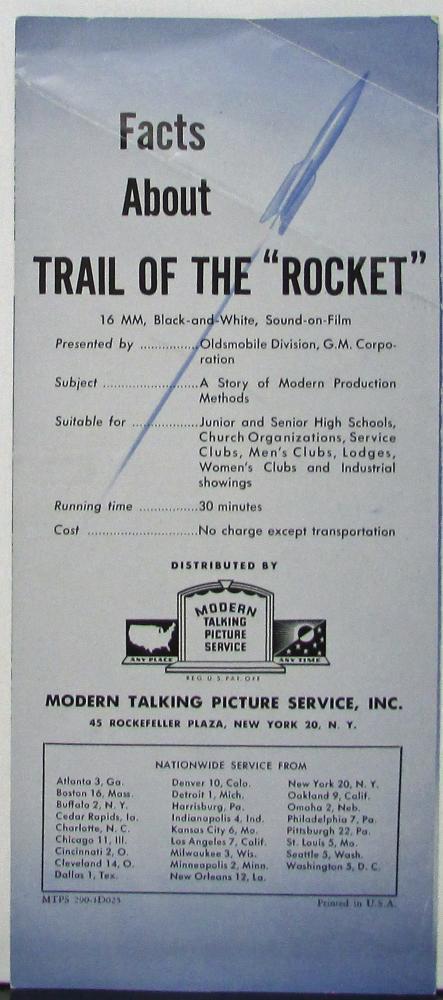 Facts
About
TRAIL OF THE "ROCKET"
16 MM, Black-and-White, Sound-on-Film
Presented by ..............Oldsmobile Division, G.M. Corpo-
ration
Subject .......................A Story of Modern Production
Methods
Suitable for ................Junior and Senior High Schools,
Church Organizations, Service
Clubs, Men's Clubs, Lodges,
Women's Clubs and Industrial
showings
Running time ..............30 minutes
Cost ...........................No charge except transportation
DISTRIBUTED BY
MODERN
TALKING
PICTURE
SERVICE
ANY PLACE
ANY TIME
REG. U.S. PAT. OFF.
MODERN TALKING PICTURE SERVICE, INC.
45 ROCKEFELLER PLAZA, NEW YORK 20, N. Y.
NATIONWIDE SERVICE FROM
Atlanta 3, Ga.
Boston 16, Mass.
Buffalo 2, N. Y.
Cedar Rapids, Ia.
Charlotte, N. C.
Chicago 11, Ill.
Cincinnati 2, O.
Cleveland 14, O.
Dallas 1, Tex.
Denver 10, Colo.
Detroit 1, Mich.
Harrisburg, Pa.
Indianapolis 4, Ind.
Kansas City 6, Mo.
Los Angeles 7, Calif.
Milwaukee 3, Wis.
Minneapolis 2, Minn.
New Orleans 12, La.
New York 20, N. Y.
Oakland 9, Calif.
Omaha 2, Neb.
Philadelphia 7, Pa.
Pittsburgh 22, Pa.
St. Louis 5, Mo.
Seattle 5, Wash.
Washington 5, D. C.
MTPS 290-1D025
Printed in U.S.A.